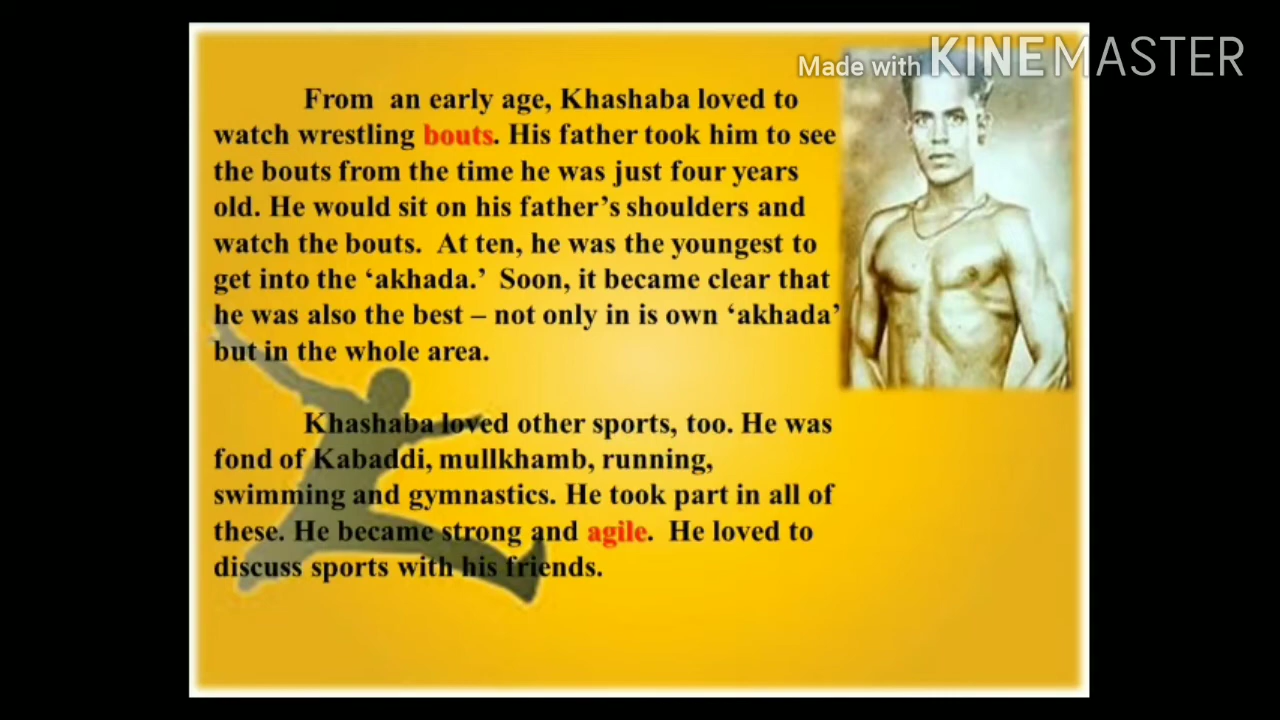 Made with KINEMASTER
From an early age, Khashaba loved to
watch wrestling bouts. His father took him to see
the bouts from the time he was just four years
old. He would sit on his father’s shoulders and
watch the bouts. At ten, he was the youngest to
get into the ‘akhada.’ Soon, it became clear that
he was also the best – not only in is own ‘akhada’
but in the whole area.
Khashaba loved other sports, too. He was
fond of Kabaddi, mullkhamb, running,
swimming and gymnastics. He took part in all of
these. He became strong and agile. He loved to
discuss sports with his friends.